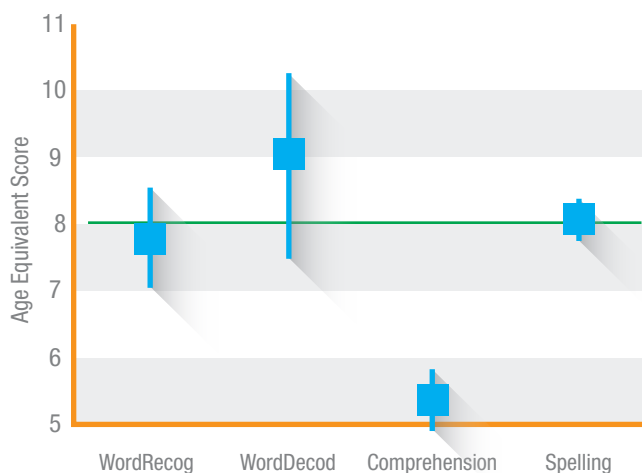 11
10
9
8
7
6
5
Age Equivalent Score
WordRecog
WordDecod
Comprehension
Spelling